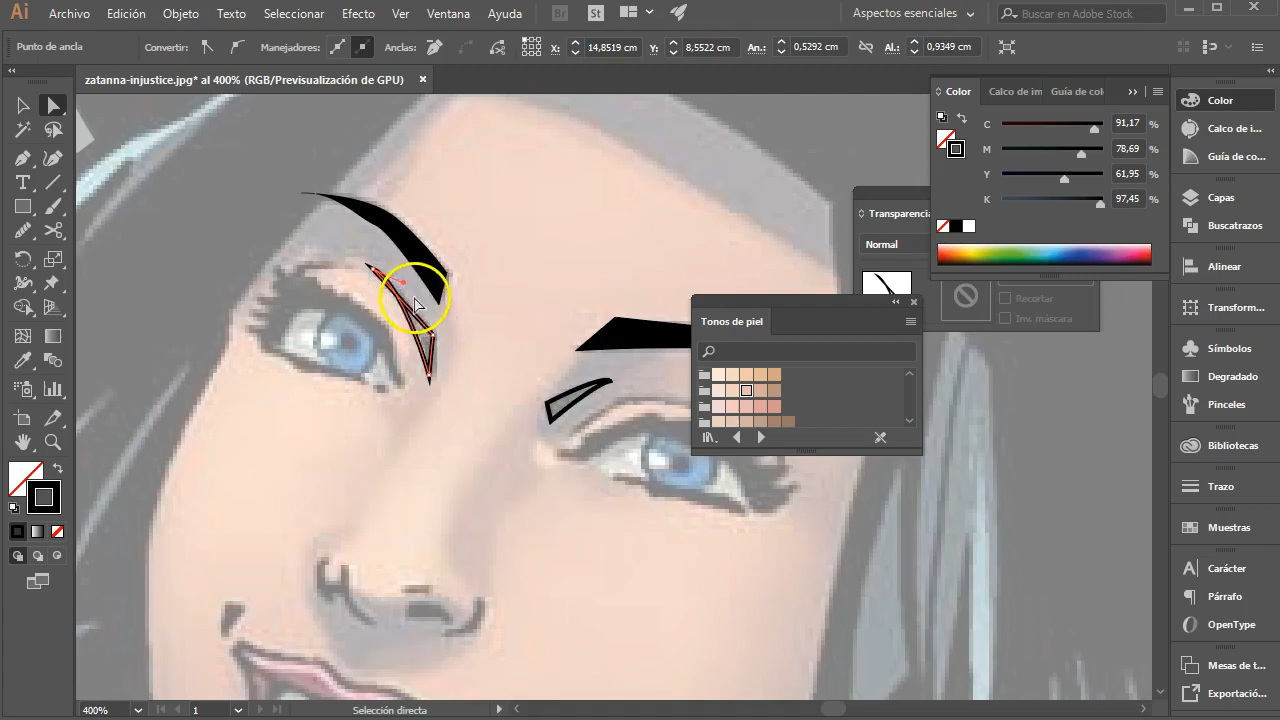 Ai Archivo Edición Objeto Texto Seleccionar Efecto Ver Ventana Ayuda Br St Aspectos esenciales Buscar en Adobe Stock
Punto de ancla Convertir: Manejadores: Anclas: X: 14,8519 cm Y: 8,5522 cm An.: 0,5292 cm Al.: 0,9349 cm
zatanna-injustice.jpg* al 400% (RGB/Previsualización de GPU) ×
Color Calco de im Guía de colo
C 91,17 %
M 78,69 %
Y 61,95 %
K 97,45 %
Transparencia
Normal
Recortar
Inv. máscara
Tonos de piel
Color
Calco de i...
Guía de co...
Capas
Buscatrazos
Alinear
Transform...
Símbolos
Degradado
Pinceles
Bibliotecas
Trazo
Muestras
Carácter
Párrafo
OpenType
Mesas de t...
Exportació...
400% 1 Selección directa